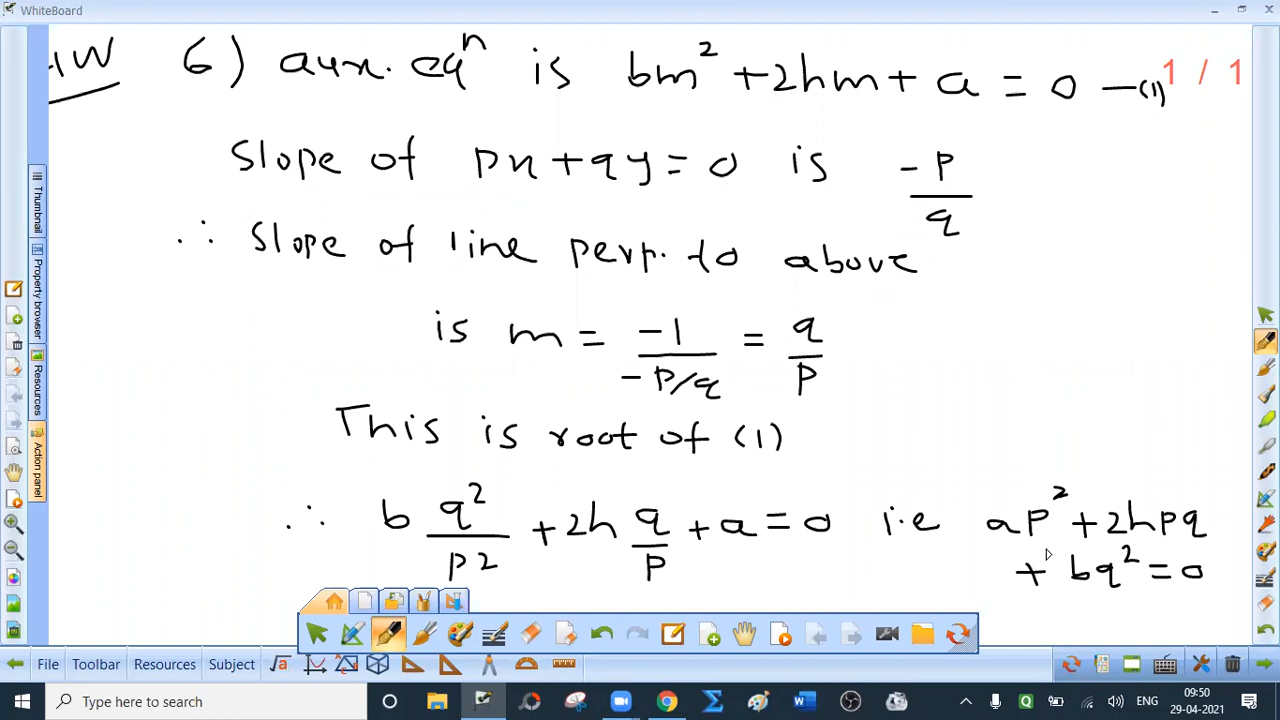 WhiteBoard
HW 6) aux. eqⁿ is bm² + 2hm + a = 0 —(1)
1 / 1
Slope of px + qy = 0 is -p/q
∴ Slope of line perp. to above
is m = -1/(-p/q) = q/p
This is root of (1)
∴ b q²/p² + 2h q/p + a = 0 i.e ap² + 2hpq
+ bq² = 0
Thumbnail
Property browser
Resources
Action panel
File Toolbar Resources Subject
Type here to search
ENG
09:50
29-04-2021